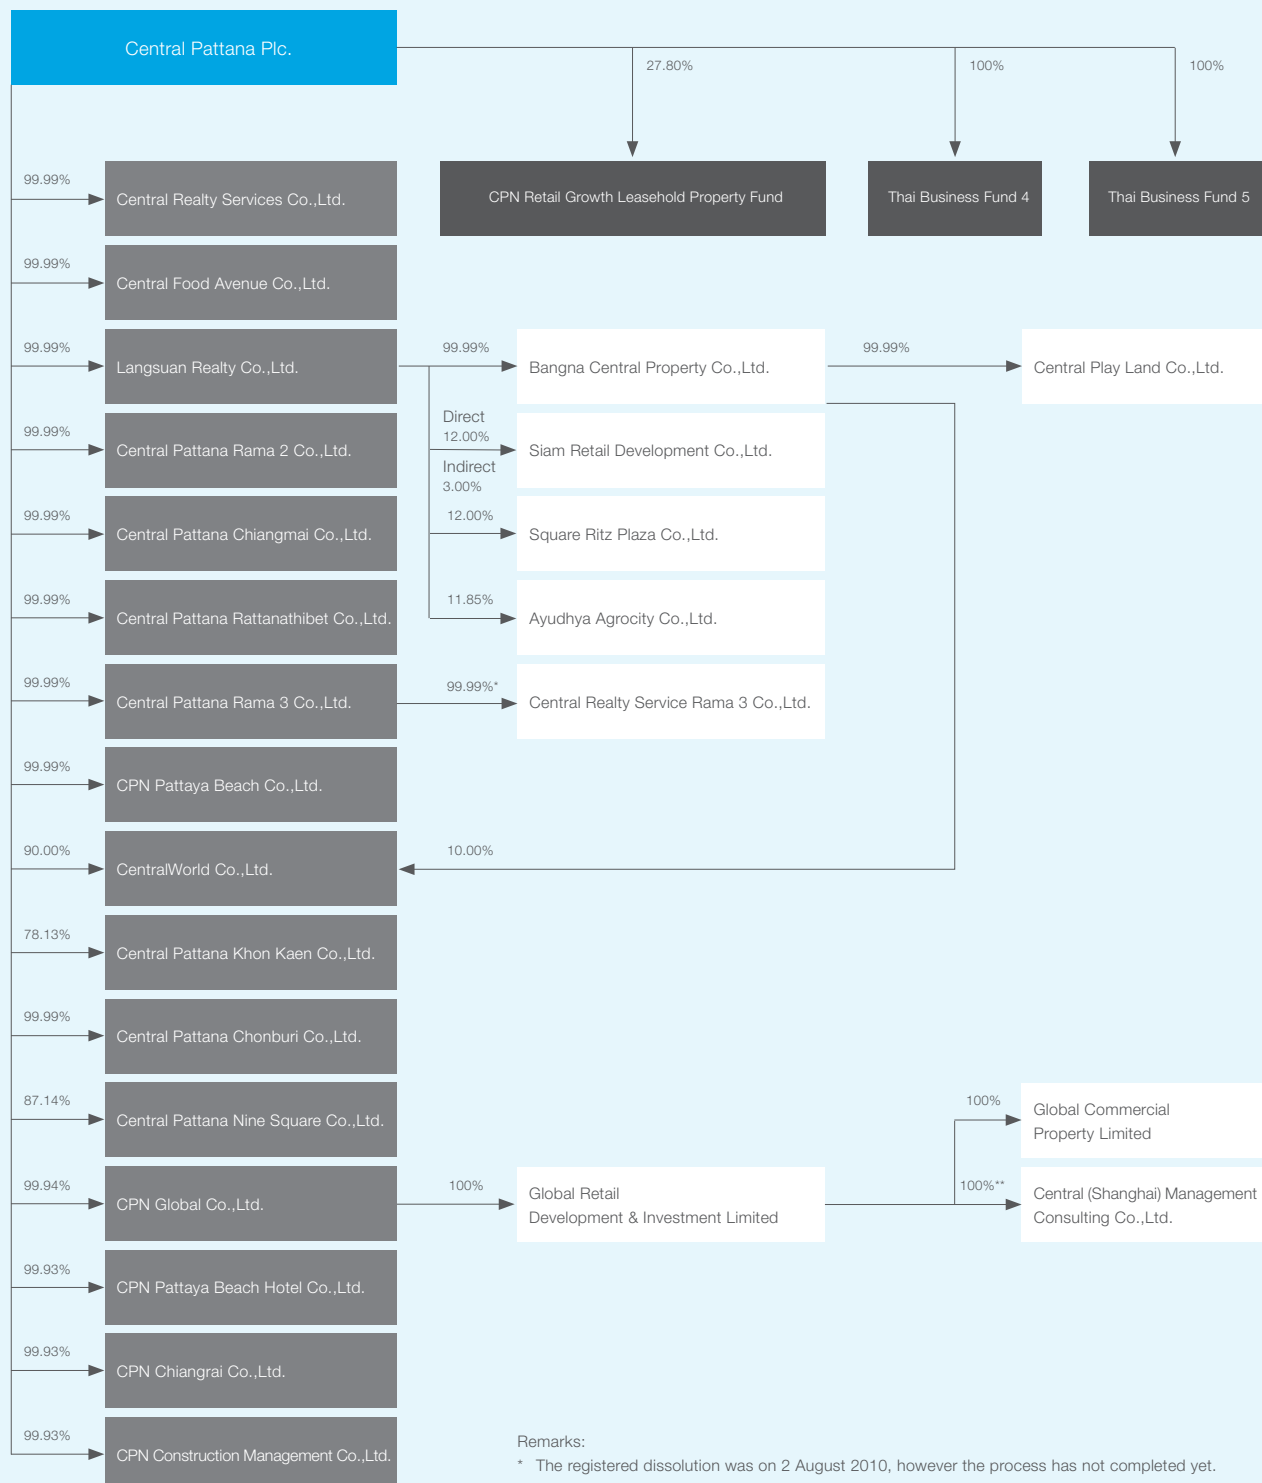 Central Pattana Plc.
27.80%
100%
100%
99.99%
Central Realty Services Co.,Ltd.
CPN Retail Growth Leasehold Property Fund
Thai Business Fund 4
Thai Business Fund 5
99.99%
Central Food Avenue Co.,Ltd.
99.99%
Langsuan Realty Co.,Ltd.
99.99%
Bangna Central Property Co.,Ltd.
99.99%
Central Play Land Co.,Ltd.
99.99%
Central Pattana Rama 2 Co.,Ltd.
Direct
12.00%
Siam Retail Development Co.,Ltd.
Indirect
3.00%
99.99%
Central Pattana Chiangmai Co.,Ltd.
12.00%
Square Ritz Plaza Co.,Ltd.
99.99%
Central Pattana Rattanathibet Co.,Ltd.
11.85%
Ayudhya Agrocity Co.,Ltd.
99.99%
Central Pattana Rama 3 Co.,Ltd.
99.99%*
Central Realty Service Rama 3 Co.,Ltd.
99.99%
CPN Pattaya Beach Co.,Ltd.
90.00%
CentralWorld Co.,Ltd.
10.00%
78.13%
Central Pattana Khon Kaen Co.,Ltd.
99.99%
Central Pattana Chonburi Co.,Ltd.
87.14%
Central Pattana Nine Square Co.,Ltd.
100%
Global Commercial
Property Limited
99.94%
CPN Global Co.,Ltd.
100%
Global Retail
Development & Investment Limited
100%**
Central (Shanghai) Management
Consulting Co.,Ltd.
99.93%
CPN Pattaya Beach Hotel Co.,Ltd.
99.93%
CPN Chiangrai Co.,Ltd.
99.93%
CPN Construction Management Co.,Ltd.
Remarks:
* The registered dissolution was on 2 August 2010, however the process has not completed yet.